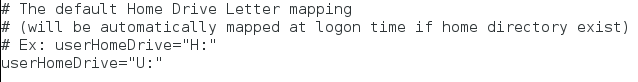 # The default Home Drive Letter mapping
# (will be automatically mapped at logon time if home directory exist)
# Ex: userHomeDrive="H:"
userHomeDrive="U:"